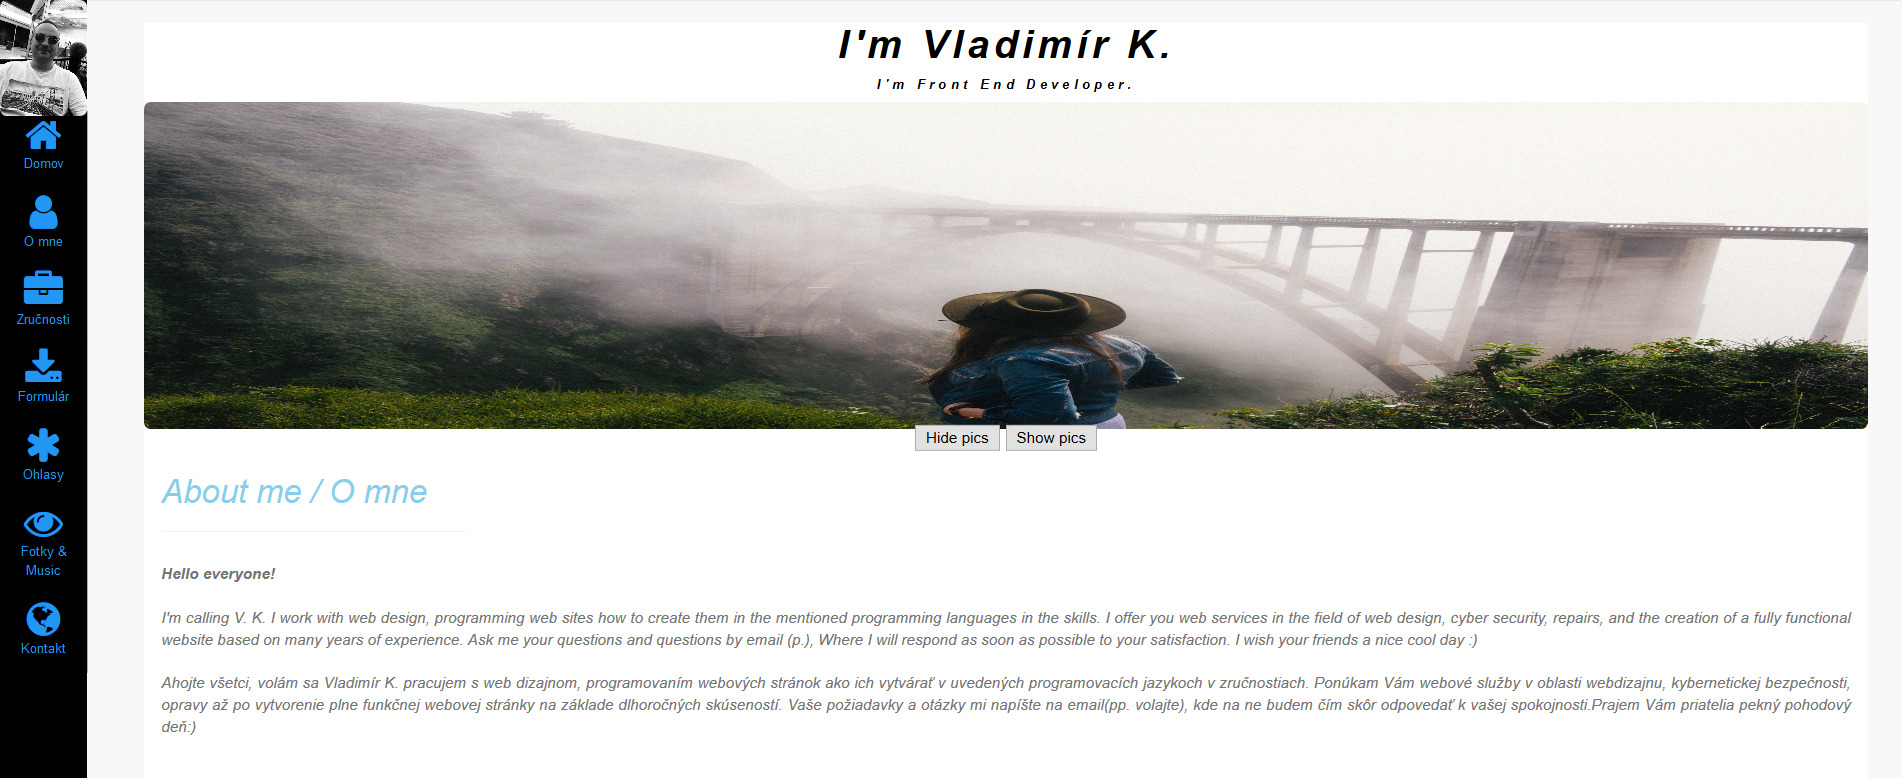 I'm Vladimír K.
I'm Front End Developer.
Domov
O mne
Zručnosti
Formulár
Ohlasy
Fotky &
Music
Kontakt
Hide pics
Show pics
About me / O mne
Hello everyone!
I'm calling V. K. I work with web design, programming web sites how to create them in the mentioned programming languages in the skills. I offer you web services in the field of web design, cyber security, repairs, and the creation of a fully functional
website based on many years of experience. Ask me your questions and questions by email (p.), Where I will respond as soon as possible to your satisfaction. I wish your friends a nice cool day :)
Ahojte všetci, volám sa Vladimír K. pracujem s web dizajnom, programovaním webových stránok ako ich vytvárať v uvedených programovacích jazykoch v zručnostiach. Ponúkam Vám webové služby v oblasti webdizajnu, kybernetickej bezpečnosti,
opravy až po vytvorenie plne funkčnej webovej stránky na základe dlhoročných skúseností. Vaše požiadavky a otázky mi napíšte na email(pp. volajte), kde na ne budem čím skôr odpovedať k vašej spokojnosti.Prajem Vám priatelia pekný pohodový
deň:)